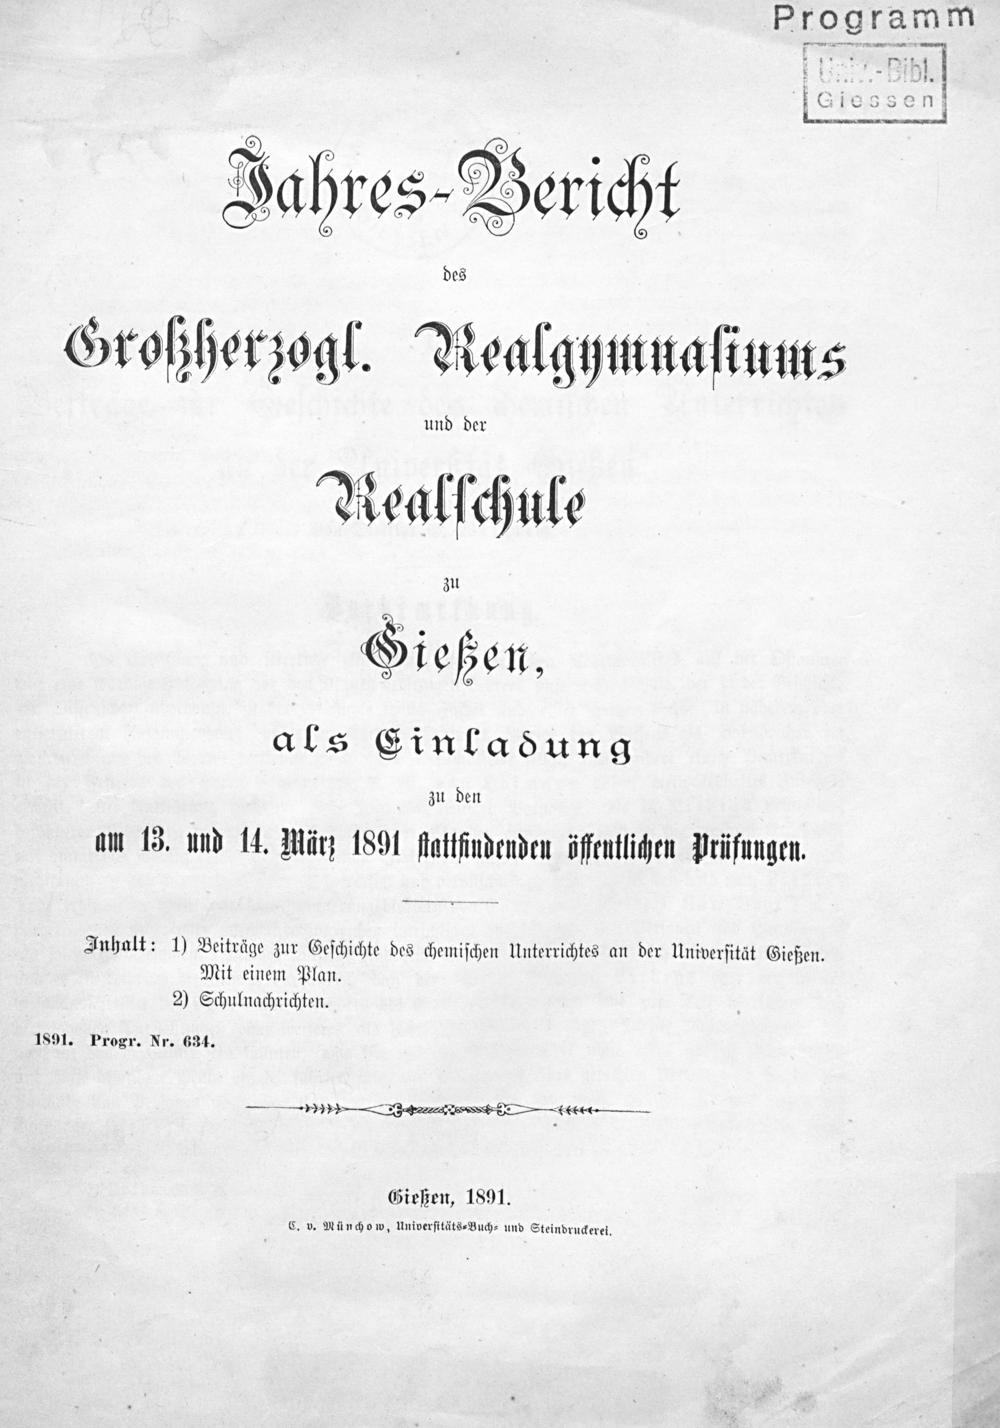 Programm
Univ.-Bibl.
Giessen
Jahres-Bericht
des
Großherzogl. Realgymnasiums
und der
Realschule
zu
Gießen,
als Einladung
zu den
am 13. und 14. März 1891 stattfindenden öffentlichen Prüfungen.
Inhalt: 1) Beiträge zur Geschichte des chemischen Unterrichtes an der Universität Gießen.
Mit einem Plan.
2) Schulnachrichten.
1891. Progr. Nr. 634.
Gießen, 1891.
C. v. Münchow, Universitäts-Buch- und Steindruckerei.